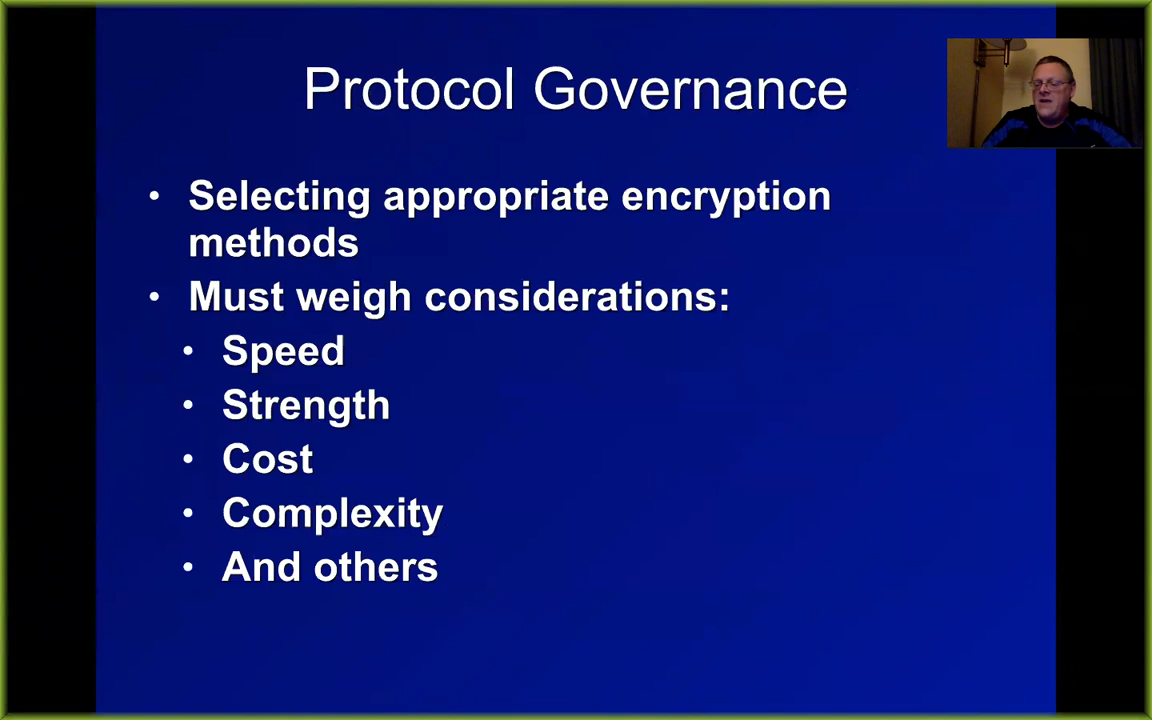 Protocol Governance
• Selecting appropriate encryption
methods
• Must weigh considerations:
• Speed
• Strength
• Cost
• Complexity
• And others